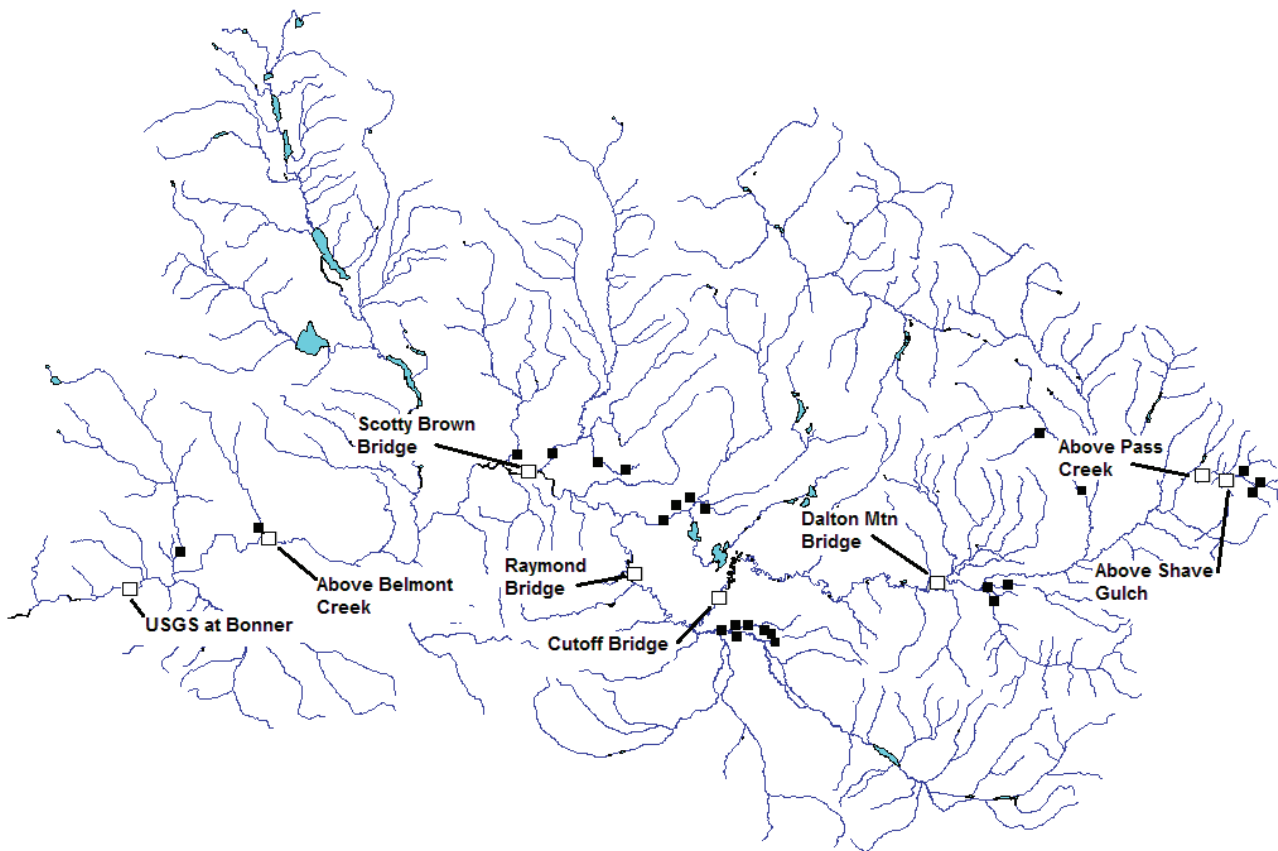 Scotty Brown
Bridge
Above Pass
Creek
Dalton Mtn
Bridge
Raymond
Bridge
Above Shave
Gulch
Above Belmont
Creek
USGS at Bonner
Cutoff Bridge